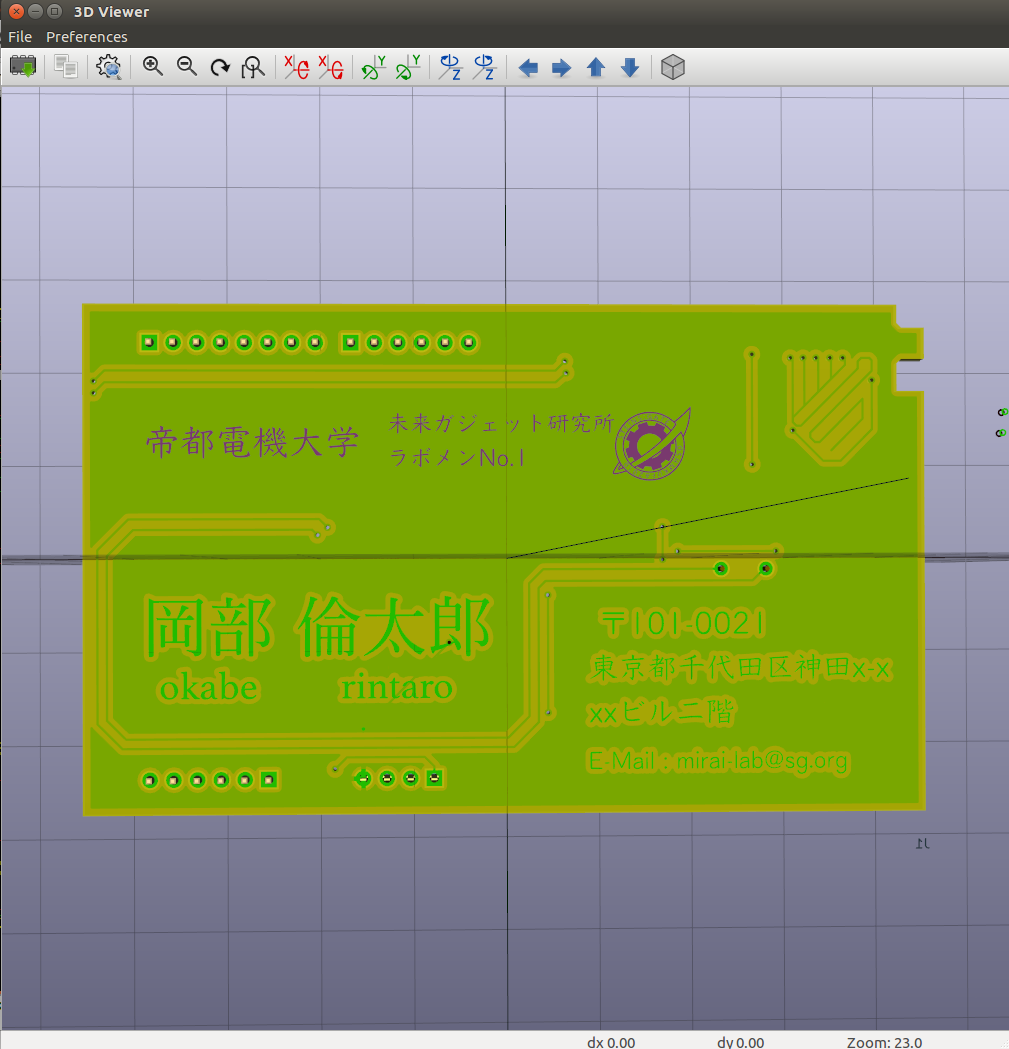 3D Viewer
File Preferences
X X Y Y Z Z
帝都電機大学
未来ガジェット研究所
ラボメンNo.1
岡部 倫太郎
okabe rintaro
〒101-0021
東京都千代田区神田x-x
xxビル二階
E-Mail : mirai-lab@sg.org
J1
dx 0.00 dy 0.00 Zoom: 23.0